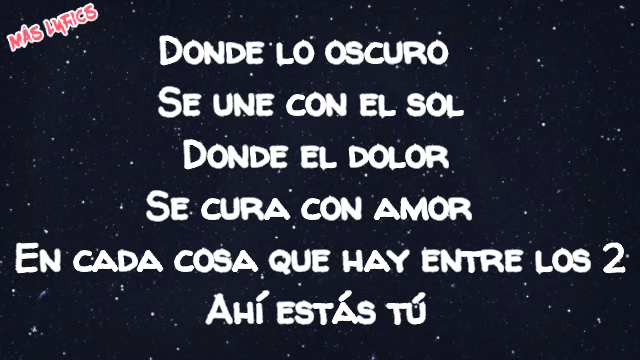 MÁS LYRICS
DONDE LO OSCURO
SE UNE CON EL SOL
DONDE EL DOLOR
SE CURA CON AMOR
EN CADA COSA QUE HAY ENTRE LOS 2
AHÍ ESTÁS TÚ